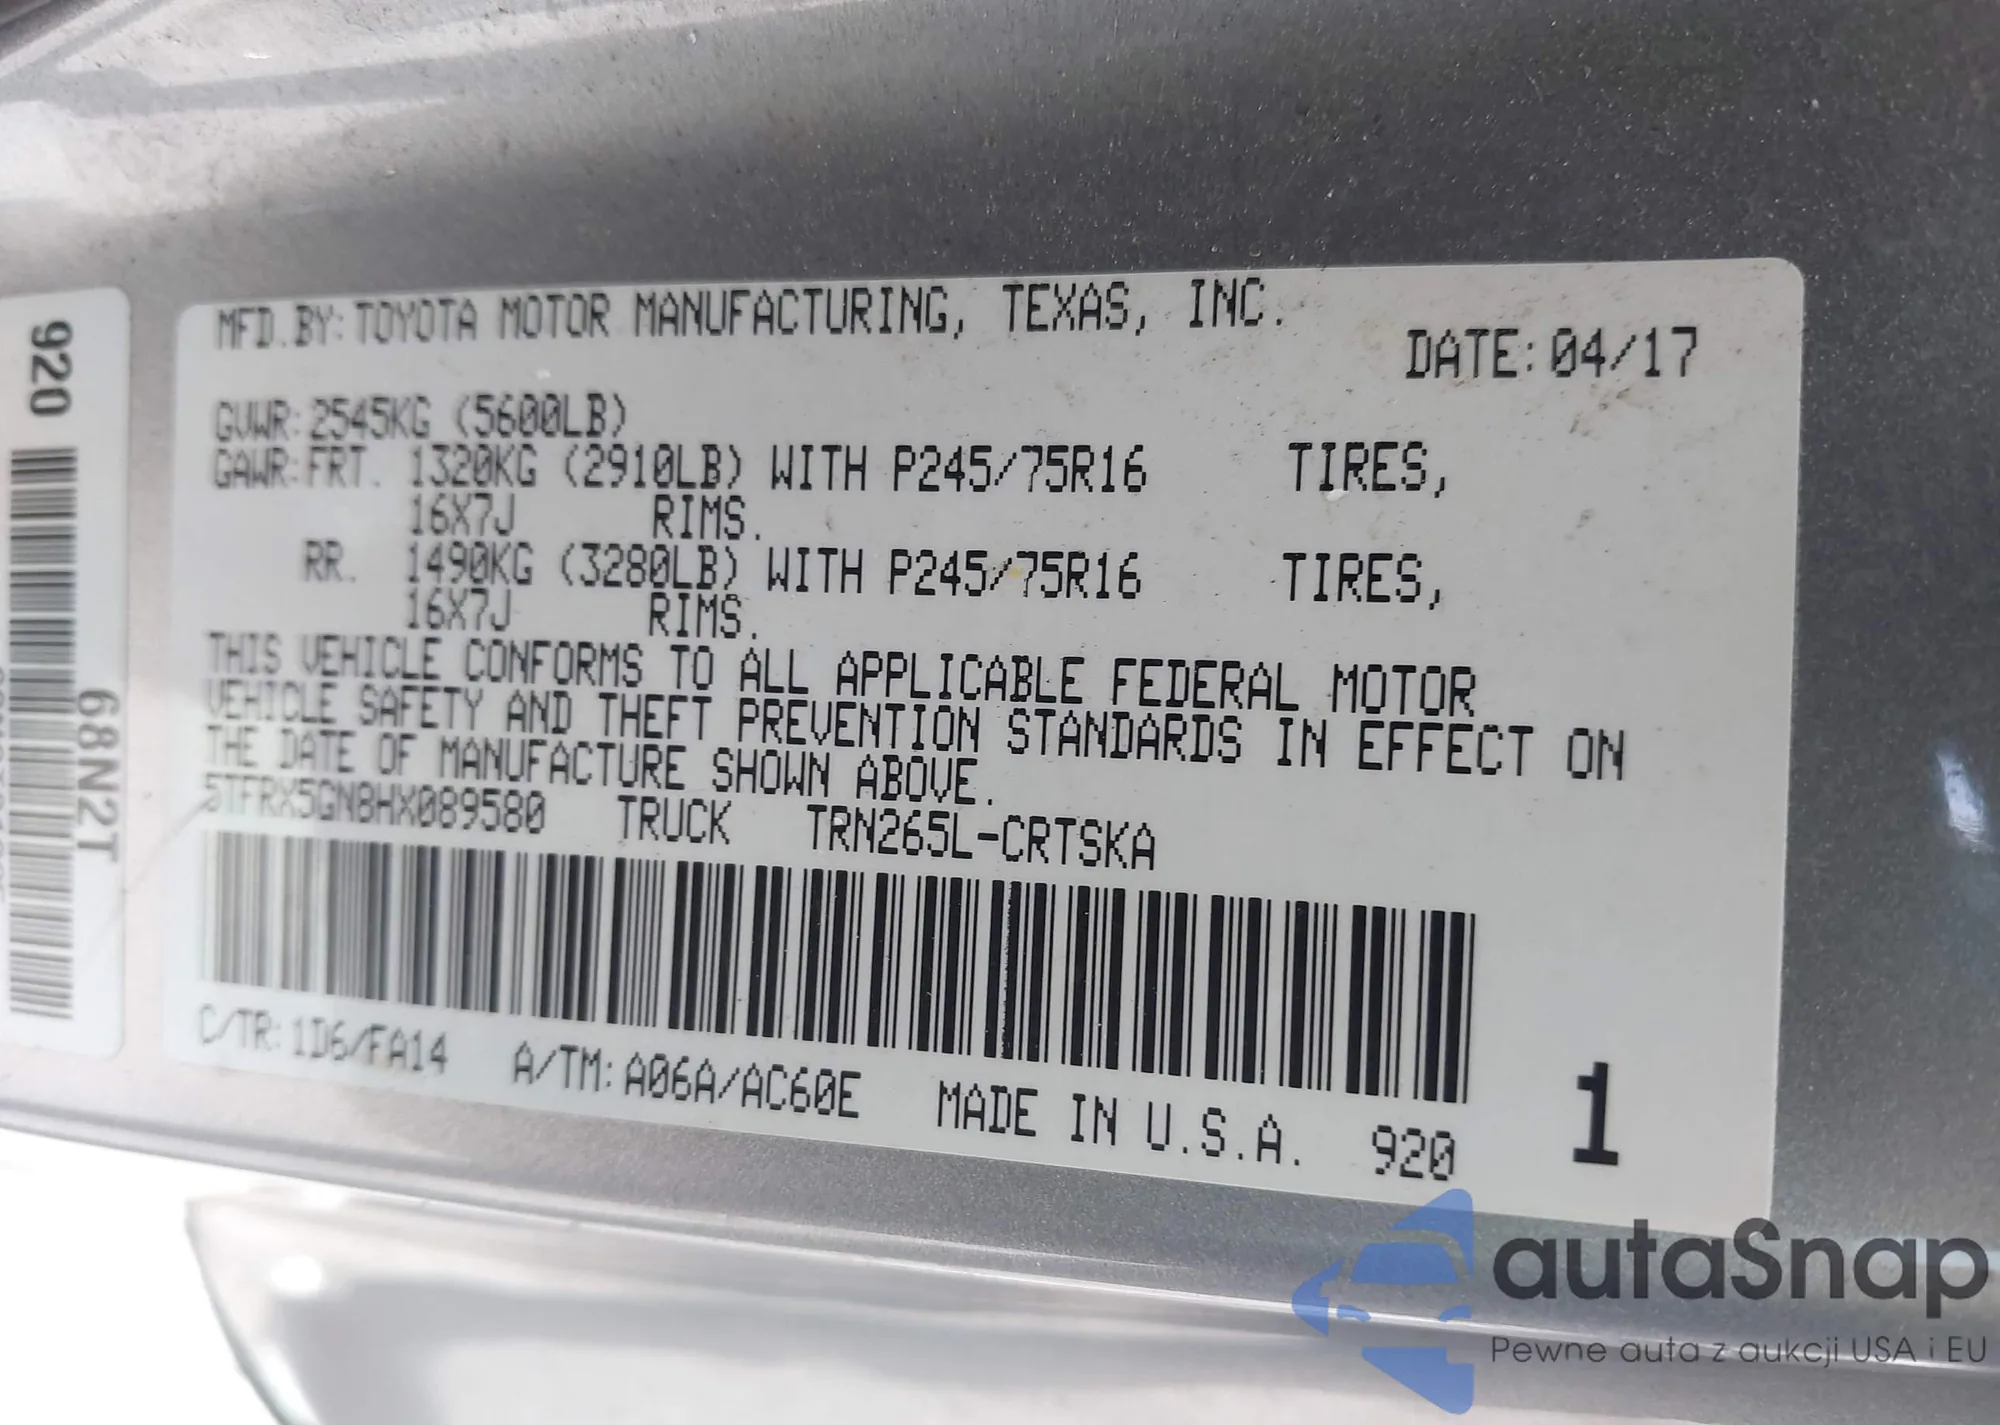 MFD.BY:TOYOTA MOTOR MANUFACTURING, TEXAS, INC.
DATE:04/17
GVWR:2545KG (5600LB)
GAWR:FRT. 1320KG (2910LB) WITH P245/75R16 TIRES,
16X7J RIMS.
RR. 1490KG (3280LB) WITH P245/75R16 TIRES,
16X7J RIMS.
THIS VEHICLE CONFORMS TO ALL APPLICABLE FEDERAL MOTOR
VEHICLE SAFETY AND THEFT PREVENTION STANDARDS IN EFFECT ON
THE DATE OF MANUFACTURE SHOWN ABOVE.
5TFRX5GN8HX089580 TRUCK TRN265L-CRTSKA
C/TR:1D6/FA14 A/TM:A06A/AC60E MADE IN U.S.A. 920
1
920
68N2T
autaSnap
Pewne auta z aukcji USA i EU